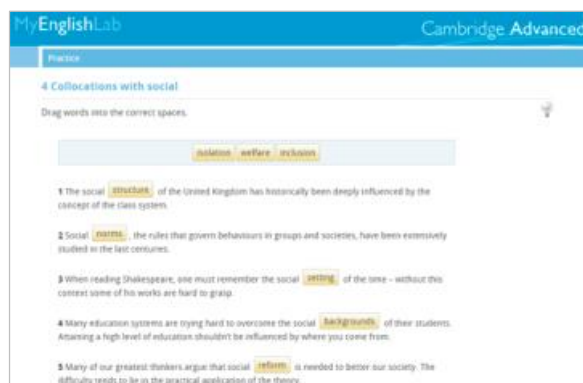 MyEnglishLab
Cambridge Advanced
Practice
4 Collocations with social
Drag words into the correct spaces.
isolation welfare inclusion
1 The social structure of the United Kingdom has historically been deeply influenced by the
concept of the class system.
2 Social norms, the rules that govern behaviours in groups and societies, have been extensively
studied in the last centuries.
3 When reading Shakespeare, one must remember the social setting of the time – without this
context some of his works are hard to grasp.
4 Many education systems are trying hard to overcome the social backgrounds of their students.
Attaining a high level of education shouldn't be influenced by where you come from.
5 Many of our greatest thinkers argue that social reform is needed to better our society. The
difficulty tends to lie in the practical application of the theory.